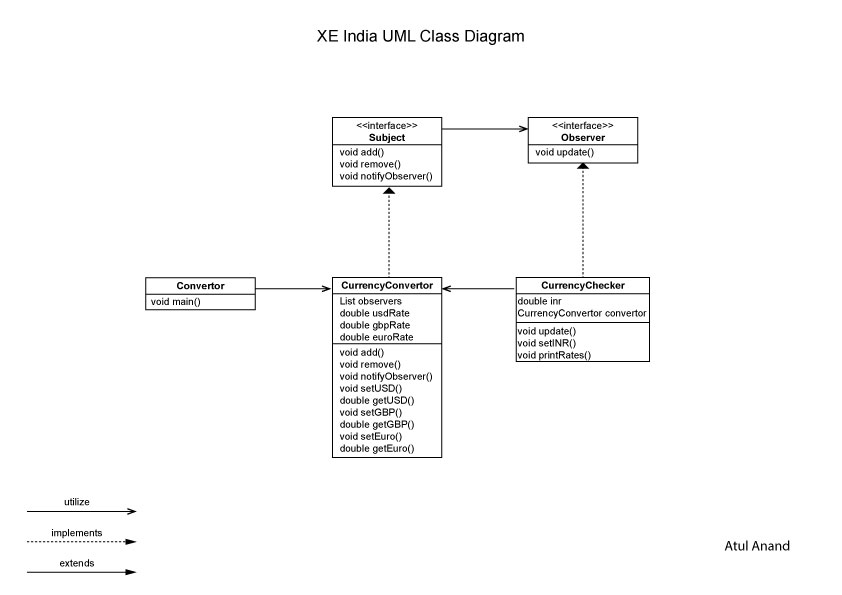 XE India UML Class Diagram
<<interface>>
Subject
void add()
void remove()
void notifyObserver()
<<interface>>
Observer
void update()
Convertor
void main()
CurrencyConvertor
List observers
double usdRate
double gbpRate
double euroRate
void add()
void remove()
void notifyObserver()
void setUSD()
double getUSD()
void setGBP()
double getGBP()
void setEuro()
double getEuro()
CurrencyChecker
double inr
CurrencyConvertor convertor
void update()
void setINR()
void printRates()
utilize
implements
extends
Atul Anand